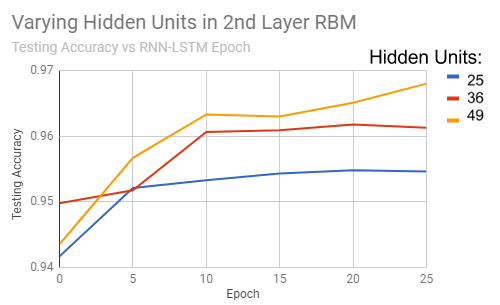 Varying Hidden Units in 2nd Layer RBM
Testing Accuracy vs RNN-LSTM Epoch
Hidden Units:
25
36
49
0.97
0.96
0.95
0.94
Testing Accuracy
0
5
10
15
20
25
Epoch